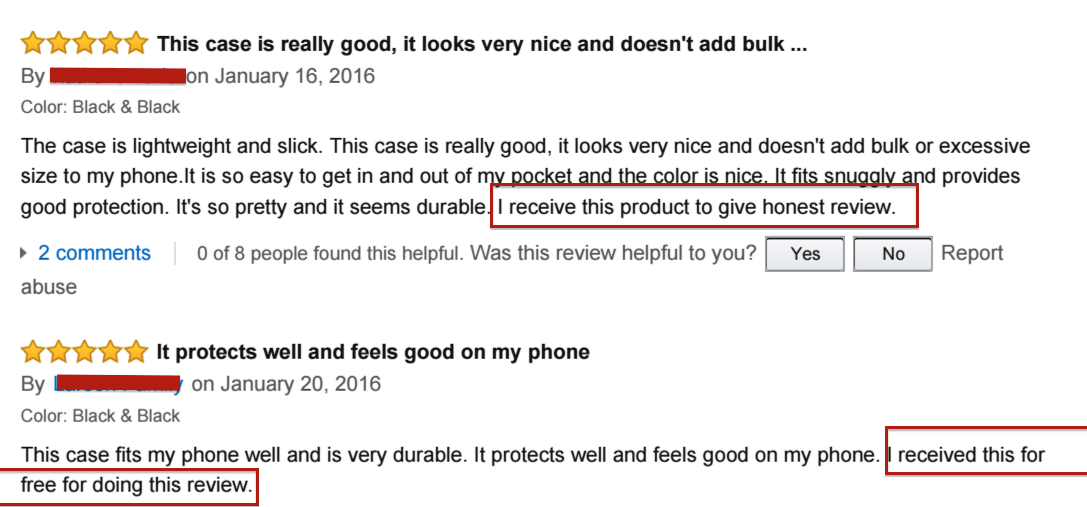 This case is really good, it looks very nice and doesn't add bulk ...
By on January 16, 2016
Color: Black & Black
The case is lightweight and slick. This case is really good, it looks very nice and doesn't add bulk or excessive
size to my phone.It is so easy to get in and out of my pocket and the color is nice. It fits snuggly and provides
good protection. It's so pretty and it seems durable. I receive this product to give honest review.
2 comments 0 of 8 people found this helpful. Was this review helpful to you? Yes No Report
abuse
It protects well and feels good on my phone
By on January 20, 2016
Color: Black & Black
This case fits my phone well and is very durable. It protects well and feels good on my phone. I received this for
free for doing this review.